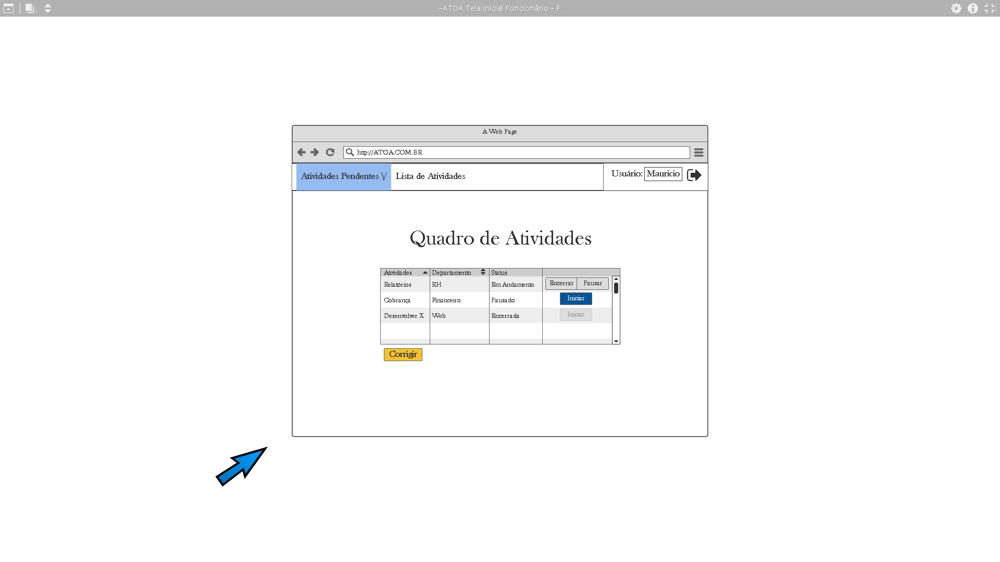 -ATOA Tela inicial Funcionário - F
A Web Page
http://ATOA.COM.BR
Atividades Pendentes \/ Lista de Atividades Usuário: Mauricio
Quadro de Atividades
Atividades Departamento Status
Relatórios RH Em Andamento Encerrar Pausar
Cobrança Financeiro Pausado Iniciar
Desenvolver X Web Encerrada Iniciar
Corrigir